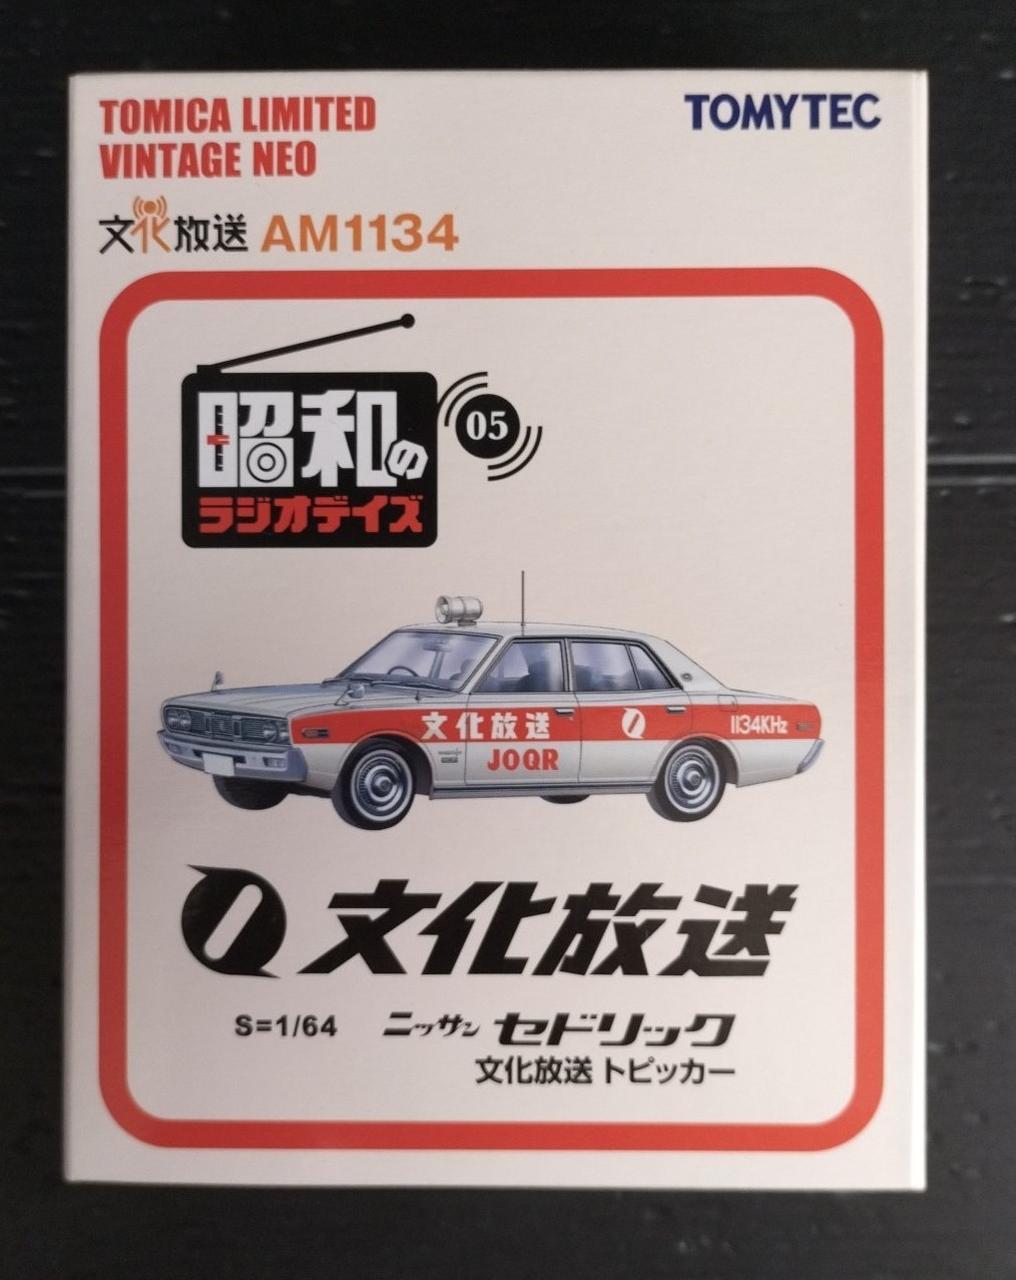 TOMICA LIMITED
VINTAGE NEO
TOMYTEC
文化放送 AM1134
昭和の
ラジオデイズ
05
文化放送
JOQR
1134KHz
文化放送
S=1/64 ニッサン セドリック
文化放送 トピッカー